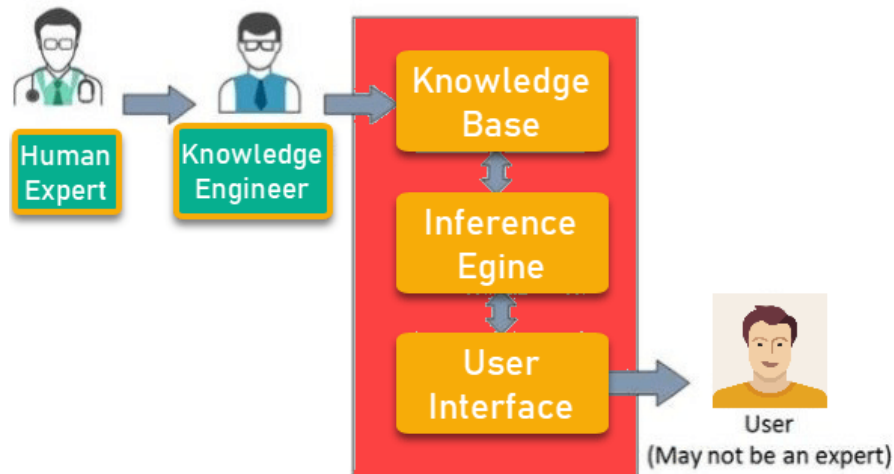 Human
Expert
Knowledge
Engineer
Knowledge
Base
Inference
Egine
User
Interface
User
(May not be an expert)